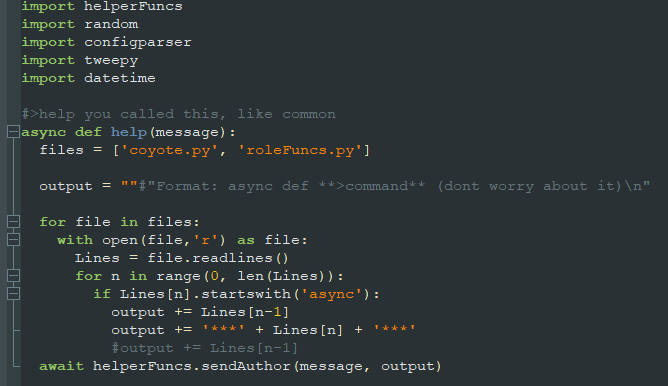 import helperFuncs
import random
import configparser
import tweepy
import datetime

#>help you called this, like common
async def help(message):
  files = ['coyote.py', 'roleFuncs.py']

  output = ""#"Format: async def **>command** (dont worry about it)\n"

  for file in files:
    with open(file,'r') as file:
      Lines = file.readlines()
      for n in range(0, len(Lines)):
        if Lines[n].startswith('async'):
          output += Lines[n-1]
          output += '***' + Lines[n] + '***'
          #output += Lines[n-1]
  await helperFuncs.sendAuthor(message, output)